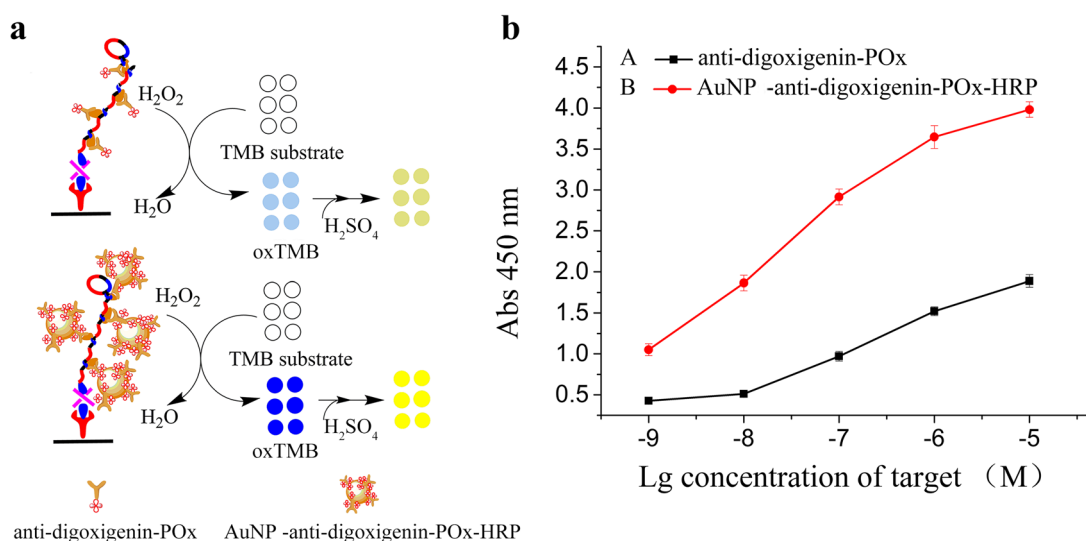 a
H₂O₂
TMB substrate
H₂O
oxTMB
H₂SO₄
H₂O₂
TMB substrate
H₂O
oxTMB
H₂SO₄
anti-digoxigenin-POx
AuNP -anti-digoxigenin-POx-HRP
b
A anti-digoxigenin-POx
B AuNP -anti-digoxigenin-POx-HRP
Abs 450 nm
4.5
4.0
3.5
3.0
2.5
2.0
1.5
1.0
0.5
-9 -8 -7 -6 -5
Lg concentration of target （M）